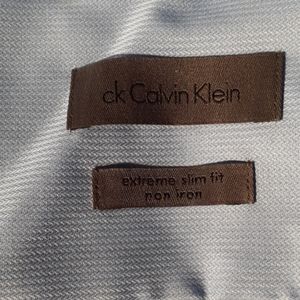 ck Calvin Klein
extreme slim fit
non iron